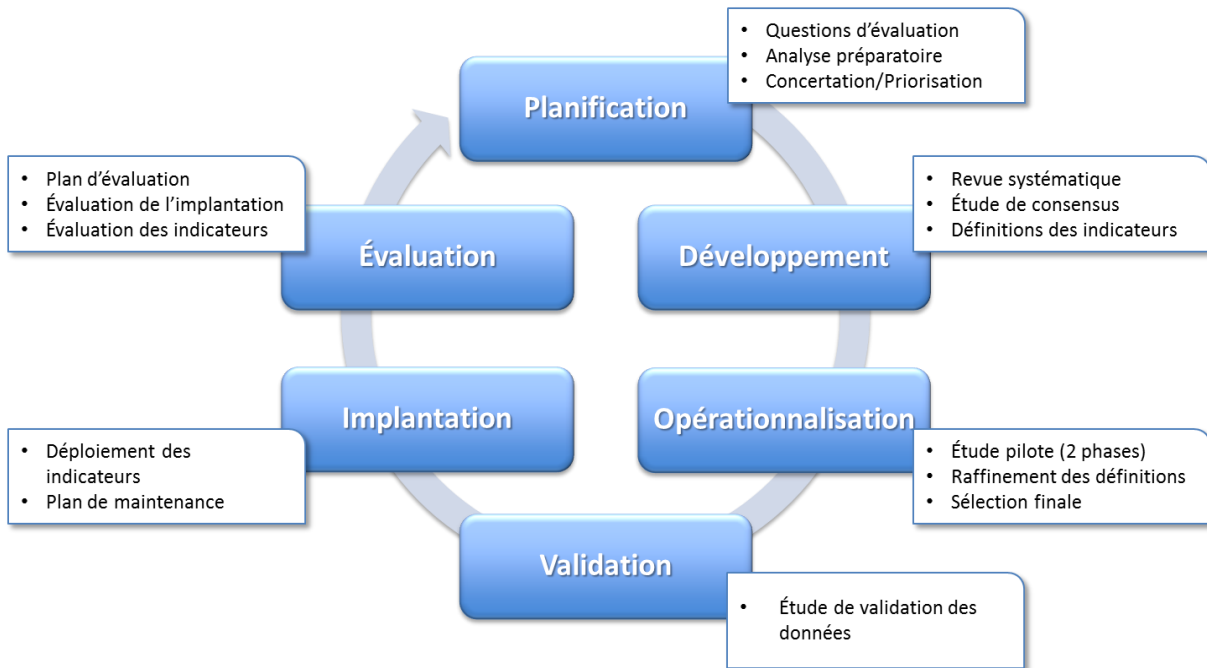 Planification
• Questions d’évaluation
• Analyse préparatoire
• Concertation/Priorisation
Développement
• Revue systématique
• Étude de consensus
• Définitions des indicateurs
Opérationnalisation
• Étude pilote (2 phases)
• Raffinement des définitions
• Sélection finale
Validation
• Étude de validation des
données
Implantation
• Déploiement des
indicateurs
• Plan de maintenance
Évaluation
• Plan d’évaluation
• Évaluation de l’implantation
• Évaluation des indicateurs